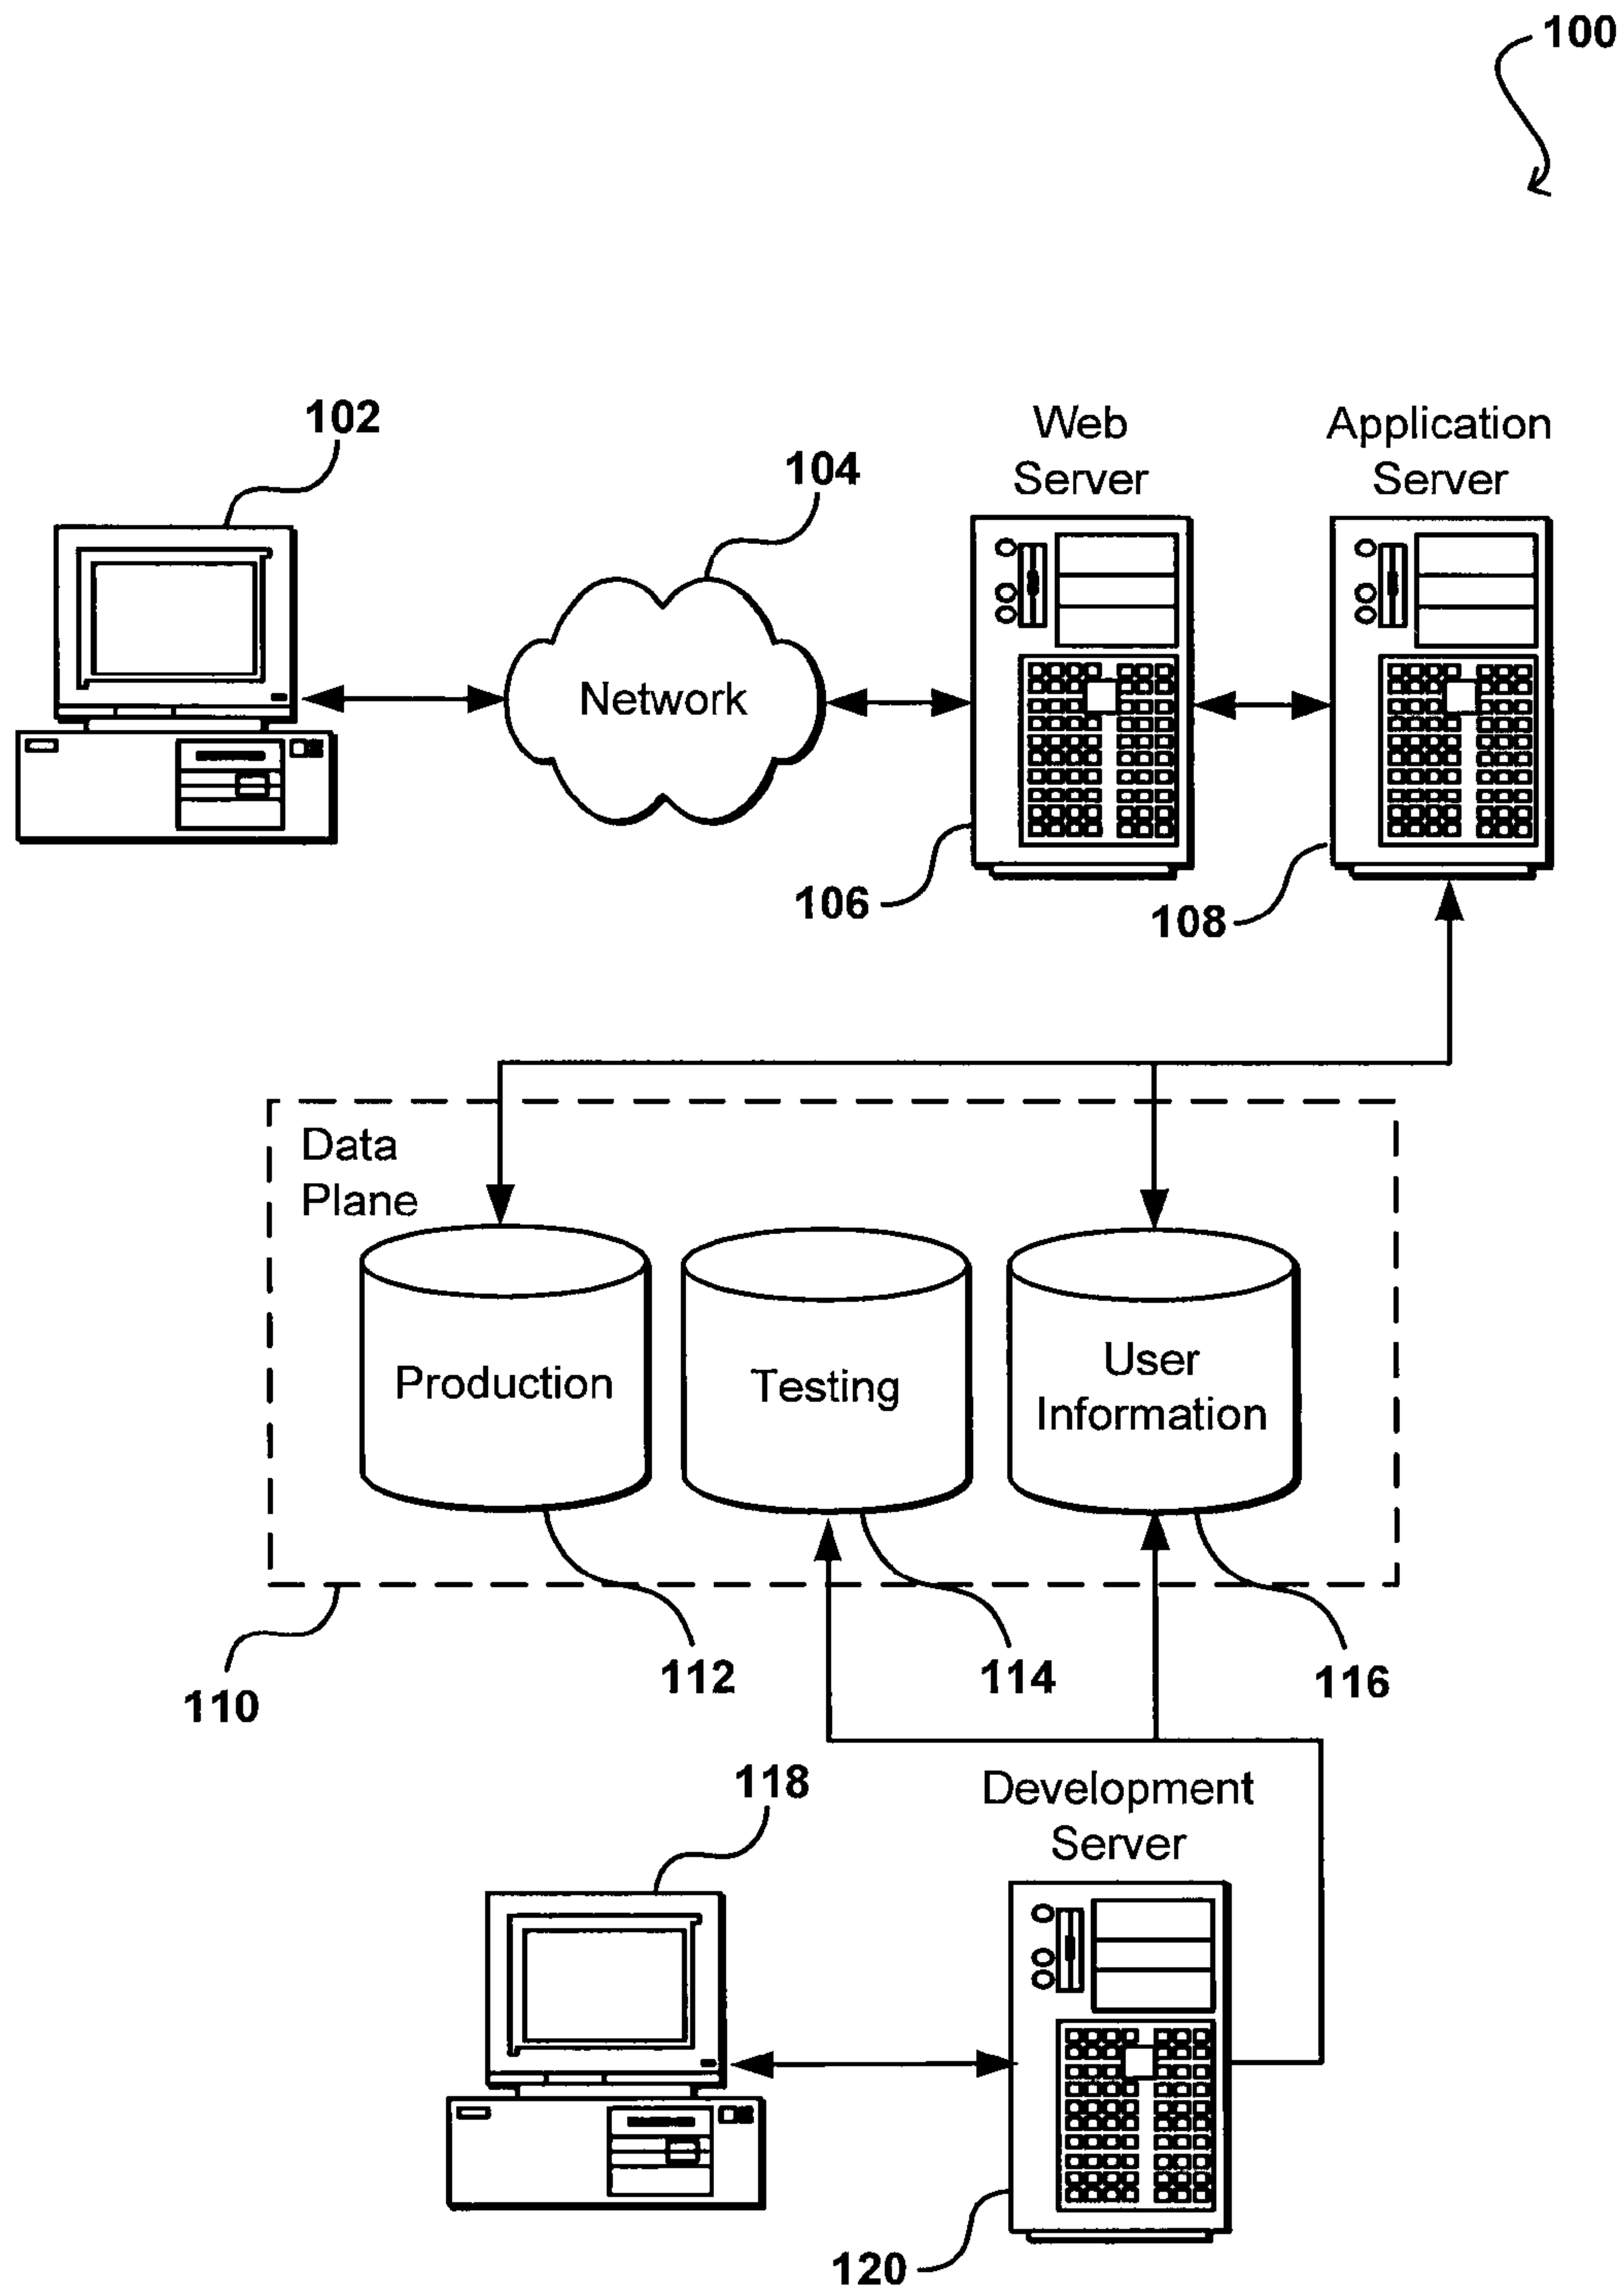 100
102
104
Web
Server
Application
Server
Network
106
108
Data
Plane
Production
Testing
User
Information
110
112
114
116
118
Development
Server
120